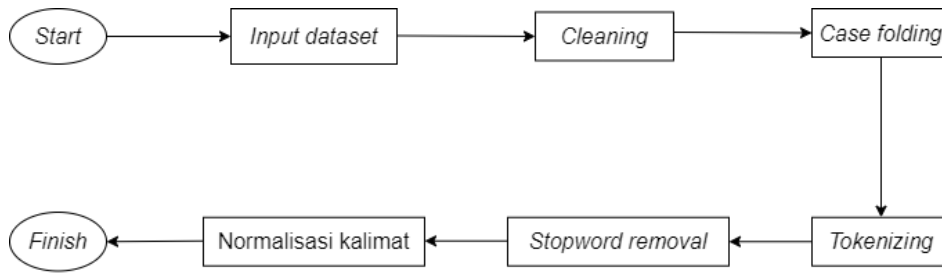 Start
Input dataset
Cleaning
Case folding
Tokenizing
Stopword removal
Normalisasi kalimat
Finish